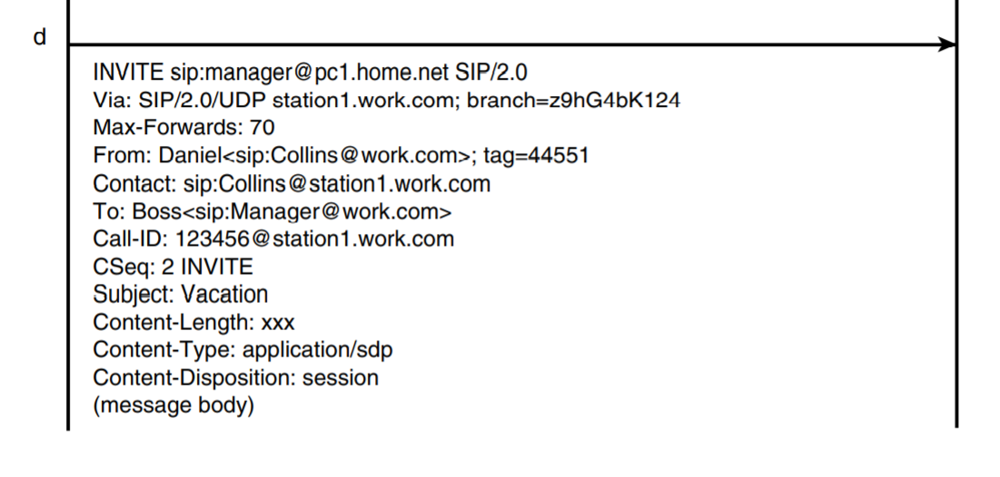 d
INVITE sip:manager@pc1.home.net SIP/2.0
Via: SIP/2.0/UDP station1.work.com; branch=z9hG4bK124
Max-Forwards: 70
From: Daniel<sip:Collins@work.com>; tag=44551
Contact: sip:Collins@station1.work.com
To: Boss<sip:Manager@work.com>
Call-ID: 123456@station1.work.com
CSeq: 2 INVITE
Subject: Vacation
Content-Length: xxx
Content-Type: application/sdp
Content-Disposition: session
(message body)